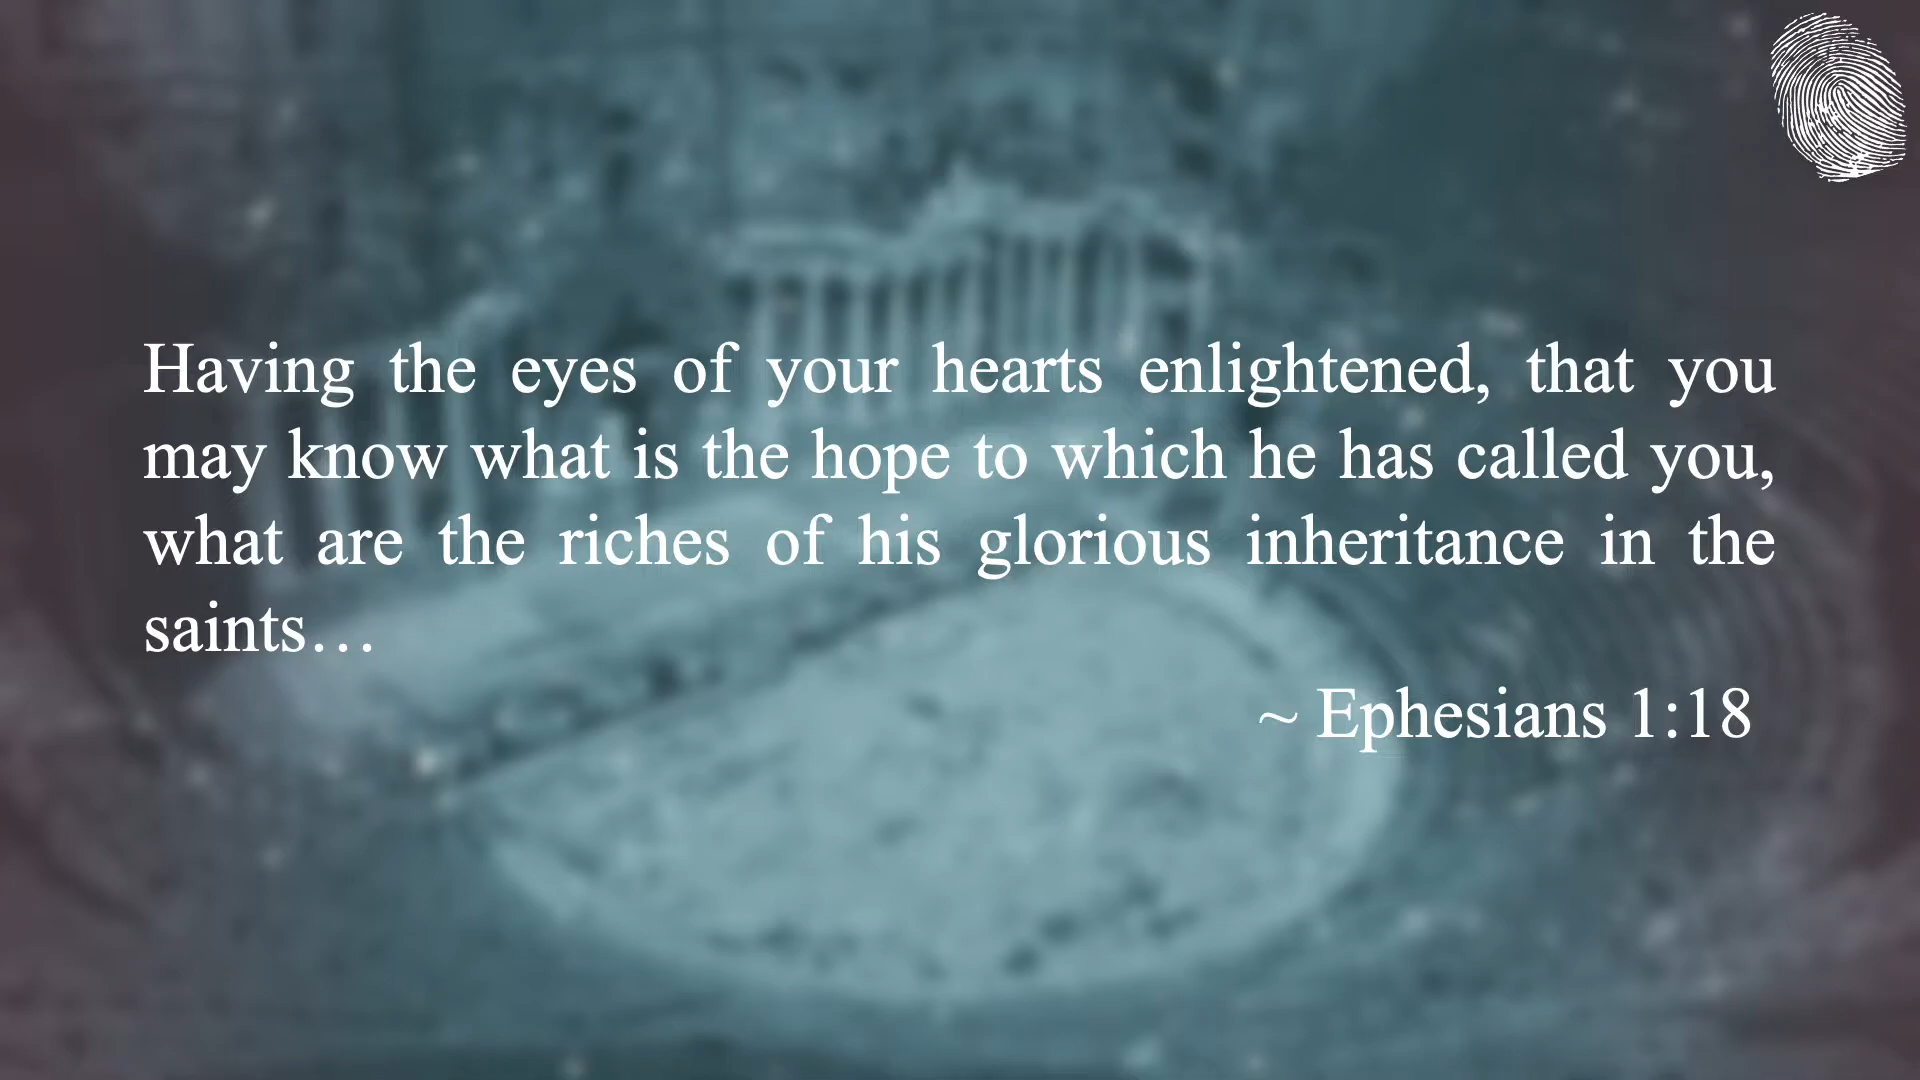 Having the eyes of your hearts enlightened, that you
may know what is the hope to which he has called you,
what are the riches of his glorious inheritance in the
saints…
~ Ephesians 1:18